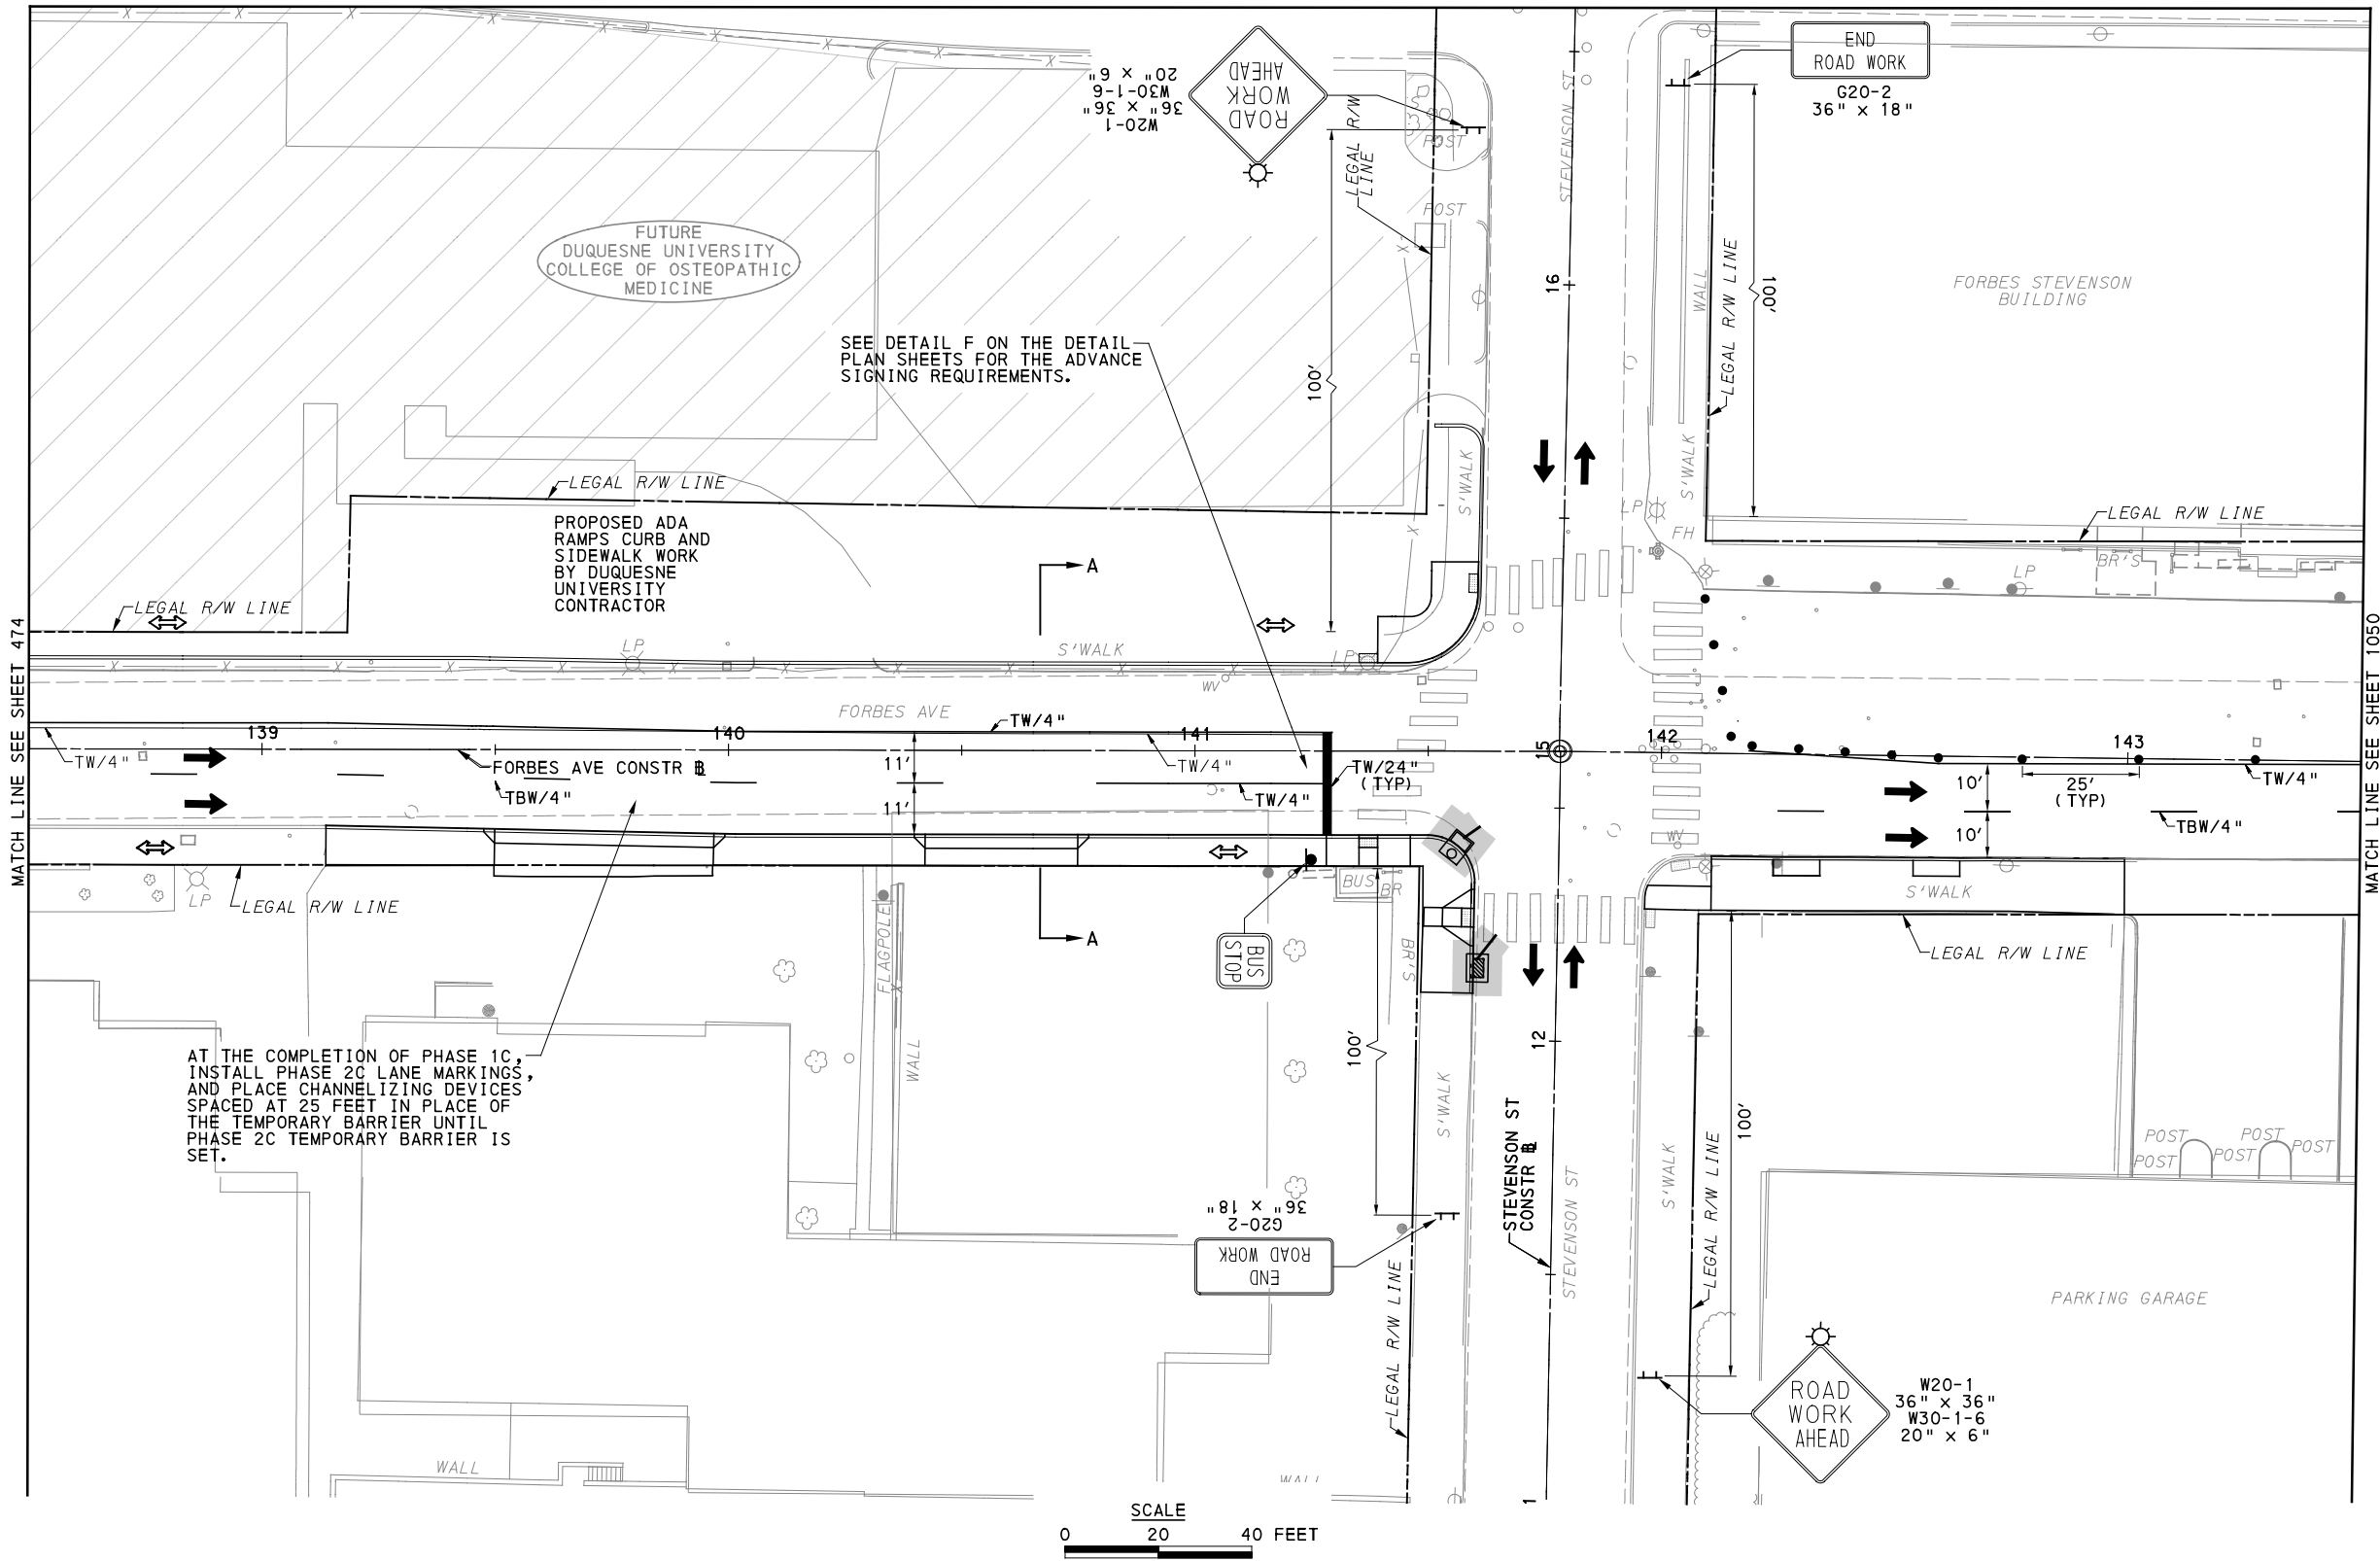 END
ROAD WORK
G20-2
36" × 18"
ROAD
WORK
AHEAD
W20-1
36" × 36"
W30-1-6
20" × 6"
LEGAL R/W
LINE
POST
POST
STEVENSON ST
FUTURE
DUQUESNE UNIVERSITY
COLLEGE OF OSTEOPATHIC
MEDICINE
16
100'
WALL
LEGAL R/W LINE
FORBES STEVENSON
BUILDING
SEE DETAIL F ON THE DETAIL
PLAN SHEETS FOR THE ADVANCE
SIGNING REQUIREMENTS.
100'
S'WALK
S'WALK
LEGAL R/W LINE
PROPOSED ADA
RAMPS CURB AND
SIDEWALK WORK
BY DUQUESNE
UNIVERSITY
CONTRACTOR
A
LP
FH
LEGAL R/W LINE
BR'S
LP
LEGAL R/W LINE
LP
S'WALK
LP
WV
MATCH LINE SEE SHEET 474
MATCH LINE SEE SHEET 1050
FORBES AVE
TW/4"
139
140
141
15
142
143
TW/4"
FORBES AVE CONSTR BL
TBW/4"
11'
11'
TW/4"
TW/4"
TW/24"
(TYP)
10'
10'
25'
(TYP)
TW/4"
TBW/4"
WV
LP
LEGAL R/W LINE
FLAGPOLE
A
BUS
BR
BUS
STOP
BR'S
S'WALK
LEGAL R/W LINE
AT THE COMPLETION OF PHASE 1C,
INSTALL PHASE 2C LANE MARKINGS,
AND PLACE CHANNELIZING DEVICES
SPACED AT 25 FEET IN PLACE OF
THE TEMPORARY BARRIER UNTIL
PHASE 2C TEMPORARY BARRIER IS
SET.
WALL
100'
12
S'WALK
STEVENSON ST
CONSTR BL
STEVENSON ST
S'WALK
LEGAL R/W LINE
100'
POST
POST
POST
POST
POST
END
ROAD WORK
G20-2
36" × 18"
LEGAL R/W LINE
PARKING GARAGE
ROAD
WORK
AHEAD
W20-1
36" × 36"
W30-1-6
20" × 6"
WALL
WALL
1
SCALE
0 20 40 FEET